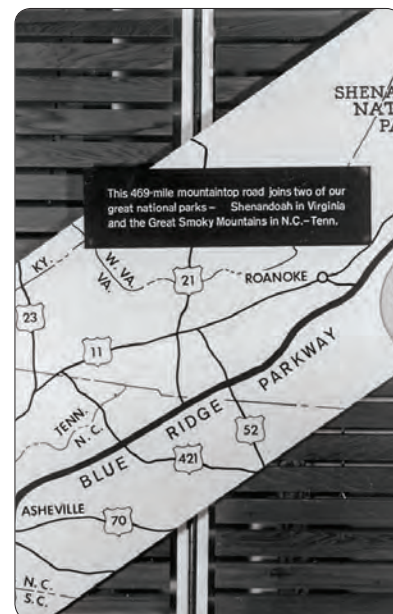 SHENA
NAT
PA
This 469-mile mountaintop road joins two of our
great national parks – Shenandoah in Virginia
and the Great Smoky Mountains in N.C.–Tenn.
KY.
W. VA.
VA.
21
ROANOKE
23
11
TENN.
N. C.
BLUE RIDGE PARKWAY
52
421
ASHEVILLE
70
N. C.
S. C.